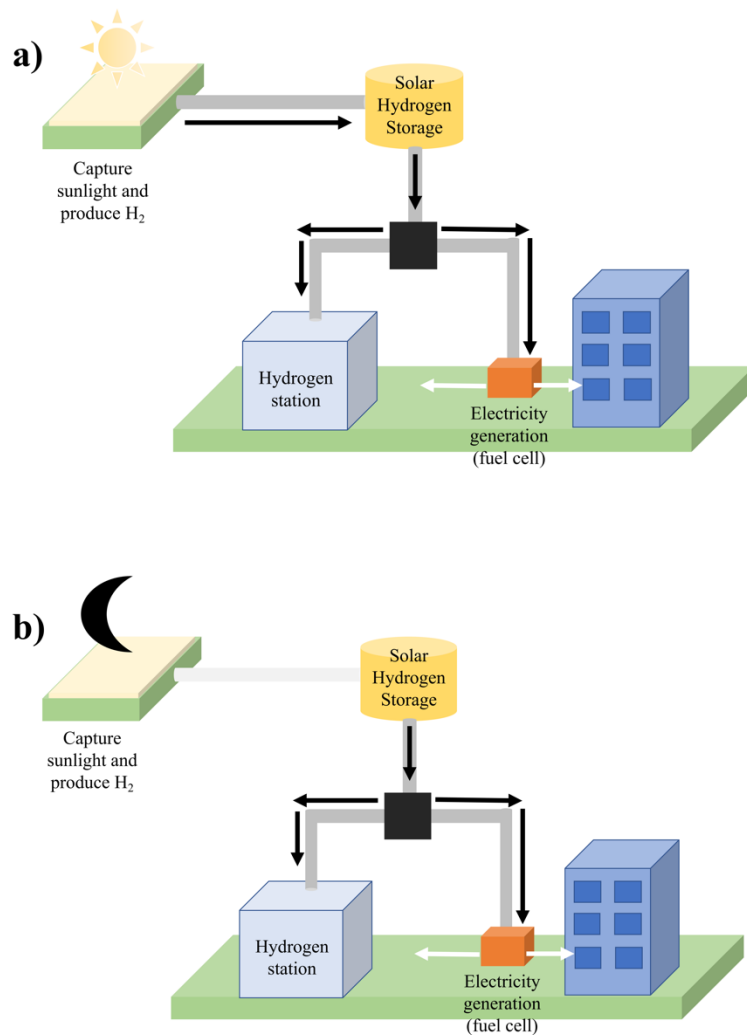 a)
Solar
Hydrogen
Storage
Capture
sunlight and
produce H₂
Hydrogen
station
Electricity
generation
(fuel cell)
b)
Solar
Hydrogen
Storage
Capture
sunlight and
produce H₂
Hydrogen
station
Electricity
generation
(fuel cell)